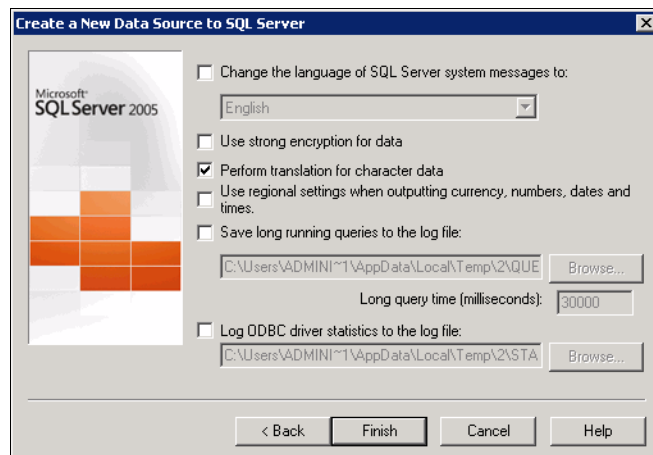 Create a New Data Source to SQL Server
Microsoft
SQL Server 2005
Change the language of SQL Server system messages to:
English
Use strong encryption for data
Perform translation for character data
Use regional settings when outputting currency, numbers, dates and
times.
Save long running queries to the log file:
C:\Users\ADMINI~1\AppData\Local\Temp\2\QUE
Browse...
Long query time (milliseconds):
30000
Log ODBC driver statistics to the log file:
C:\Users\ADMINI~1\AppData\Local\Temp\2\STA
Browse...
< Back
Finish
Cancel
Help